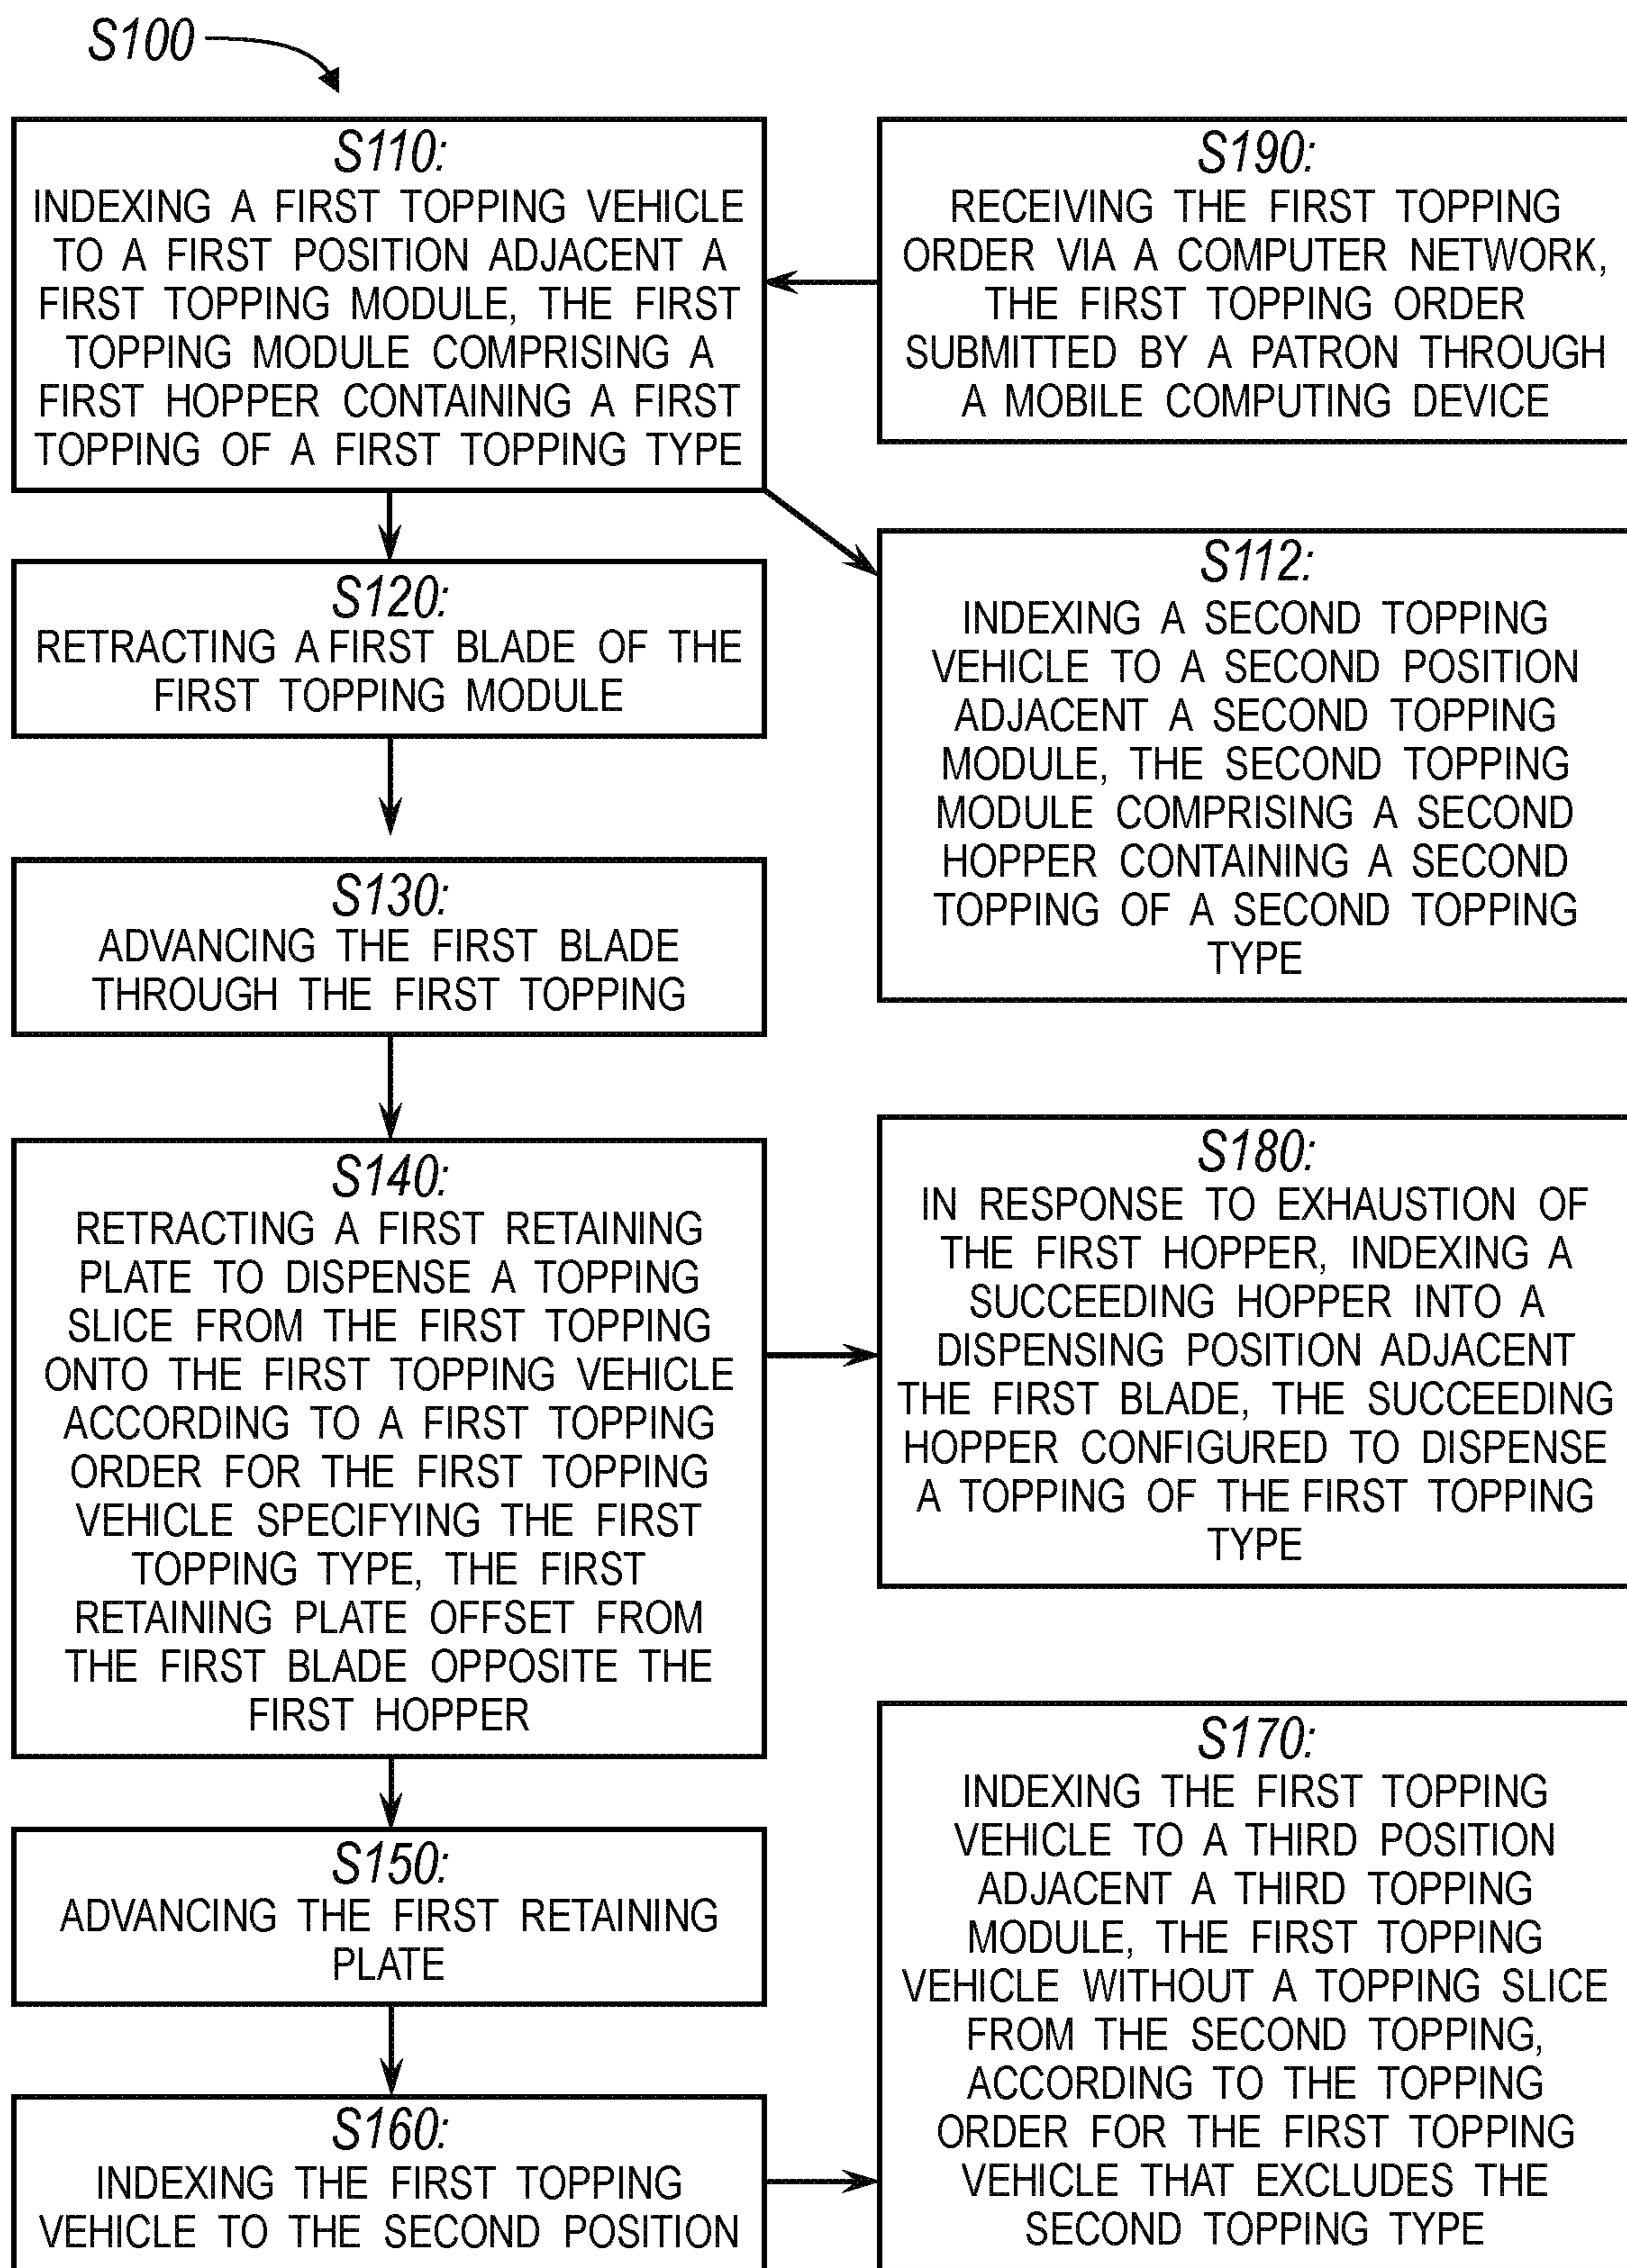 S100
S110:
INDEXING A FIRST TOPPING VEHICLE
TO A FIRST POSITION ADJACENT A
FIRST TOPPING MODULE, THE FIRST
TOPPING MODULE COMPRISING A
FIRST HOPPER CONTAINING A FIRST
TOPPING OF A FIRST TOPPING TYPE
S190:
RECEIVING THE FIRST TOPPING
ORDER VIA A COMPUTER NETWORK,
THE FIRST TOPPING ORDER
SUBMITTED BY A PATRON THROUGH
A MOBILE COMPUTING DEVICE
S120:
RETRACTING A FIRST BLADE OF THE
FIRST TOPPING MODULE
S112:
INDEXING A SECOND TOPPING
VEHICLE TO A SECOND POSITION
ADJACENT A SECOND TOPPING
MODULE, THE SECOND TOPPING
MODULE COMPRISING A SECOND
HOPPER CONTAINING A SECOND
TOPPING OF A SECOND TOPPING
TYPE
S130:
ADVANCING THE FIRST BLADE
THROUGH THE FIRST TOPPING
S140:
RETRACTING A FIRST RETAINING
PLATE TO DISPENSE A TOPPING
SLICE FROM THE FIRST TOPPING
ONTO THE FIRST TOPPING VEHICLE
ACCORDING TO A FIRST TOPPING
ORDER FOR THE FIRST TOPPING
VEHICLE SPECIFYING THE FIRST
TOPPING TYPE, THE FIRST
RETAINING PLATE OFFSET FROM
THE FIRST BLADE OPPOSITE THE
FIRST HOPPER
S180:
IN RESPONSE TO EXHAUSTION OF
THE FIRST HOPPER, INDEXING A
SUCCEEDING HOPPER INTO A
DISPENSING POSITION ADJACENT
THE FIRST BLADE, THE SUCCEEDING
HOPPER CONFIGURED TO DISPENSE
A TOPPING OF THE FIRST TOPPING
TYPE
S150:
ADVANCING THE FIRST RETAINING
PLATE
S160:
INDEXING THE FIRST TOPPING
VEHICLE TO THE SECOND POSITION
S170:
INDEXING THE FIRST TOPPING
VEHICLE TO A THIRD POSITION
ADJACENT A THIRD TOPPING
MODULE, THE FIRST TOPPING
VEHICLE WITHOUT A TOPPING SLICE
FROM THE SECOND TOPPING,
ACCORDING TO THE TOPPING
ORDER FOR THE FIRST TOPPING
VEHICLE THAT EXCLUDES THE
SECOND TOPPING TYPE